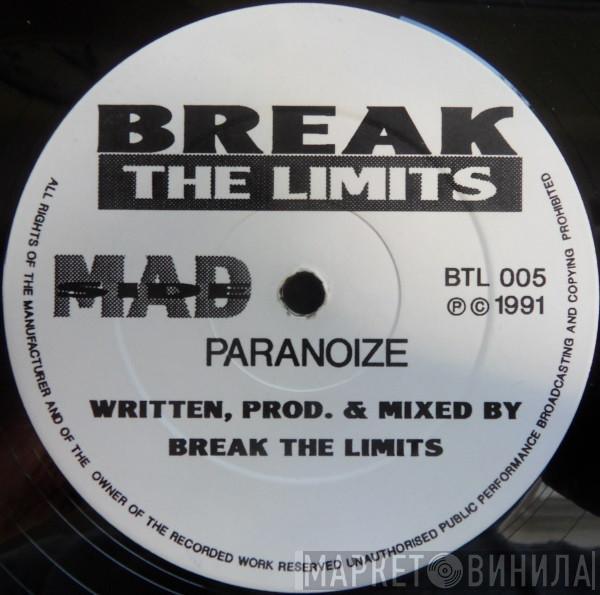 BREAK
THE LIMITS
MAD
SIDE
BTL 005
℗ © 1991
PARANOIZE
WRITTEN, PROD. & MIXED BY
BREAK THE LIMITS
ALL RIGHTS OF THE MANUFACTURER AND OF THE OWNER OF THE RECORDED WORK RESERVED UNAUTHORISED PUBLIC PERFORMANCE BROADCASTING AND COPYING PROHIBITED
МАРКЕТ ВИНИЛА